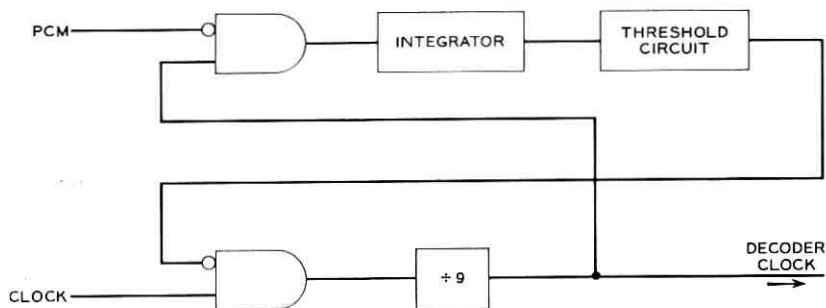 PCM
INTEGRATOR
THRESHOLD
CIRCUIT
CLOCK
÷9
DECODER
CLOCK